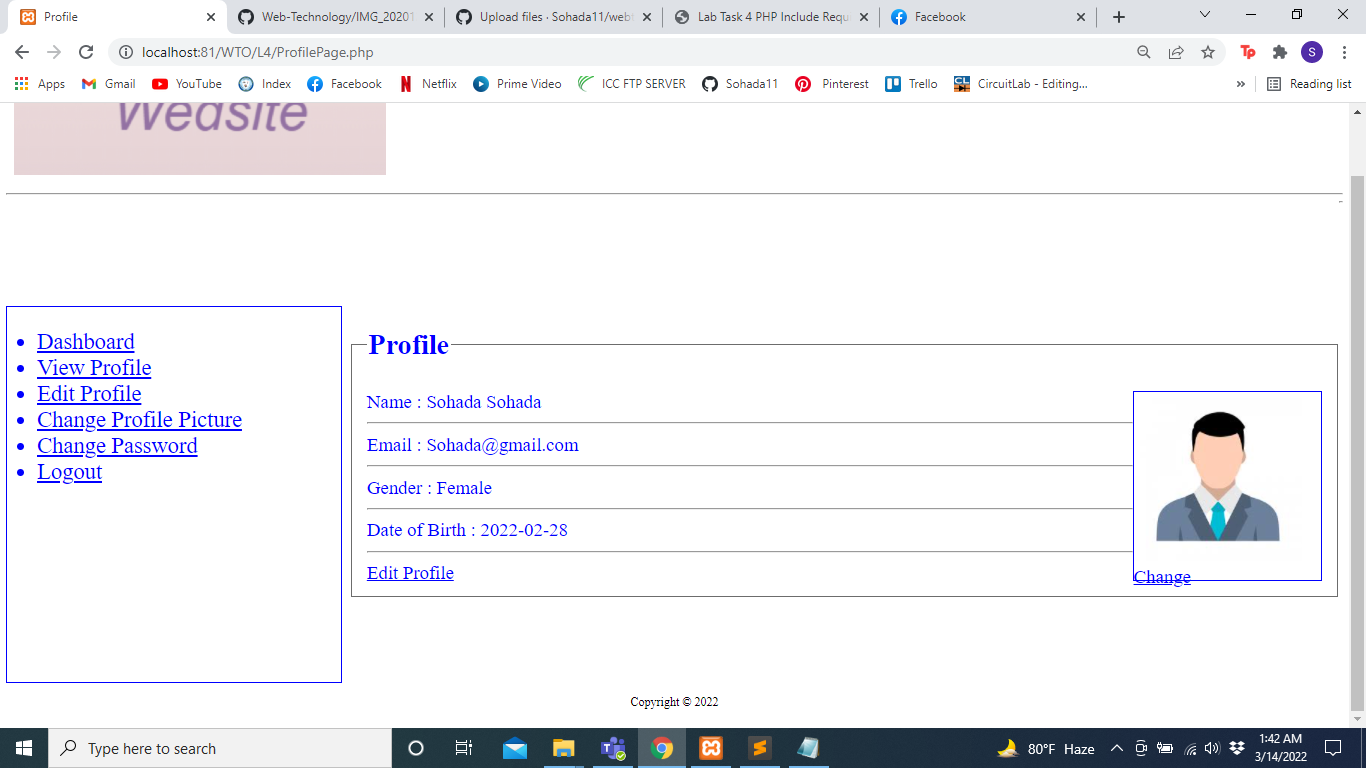 Profile
Web-Technology/IMG_20201
Upload files · Sohada11/web
Lab Task 4 PHP Include Requ
Facebook
localhost:81/WTO/L4/ProfilePage.php
S
Apps
Gmail
YouTube
Index
Facebook
Netflix
Prime Video
ICC FTP SERVER
Sohada11
Pinterest
Trello
CircuitLab - Editing...
»
Reading list
Wedsite
Dashboard
View Profile
Edit Profile
Change Profile Picture
Change Password
Logout
Profile
Name : Sohada Sohada
Email : Sohada@gmail.com
Gender : Female
Date of Birth : 2022-02-28
Edit Profile
Change
Copyright © 2022
Type here to search
80°F Haze
1:42 AM
3/14/2022